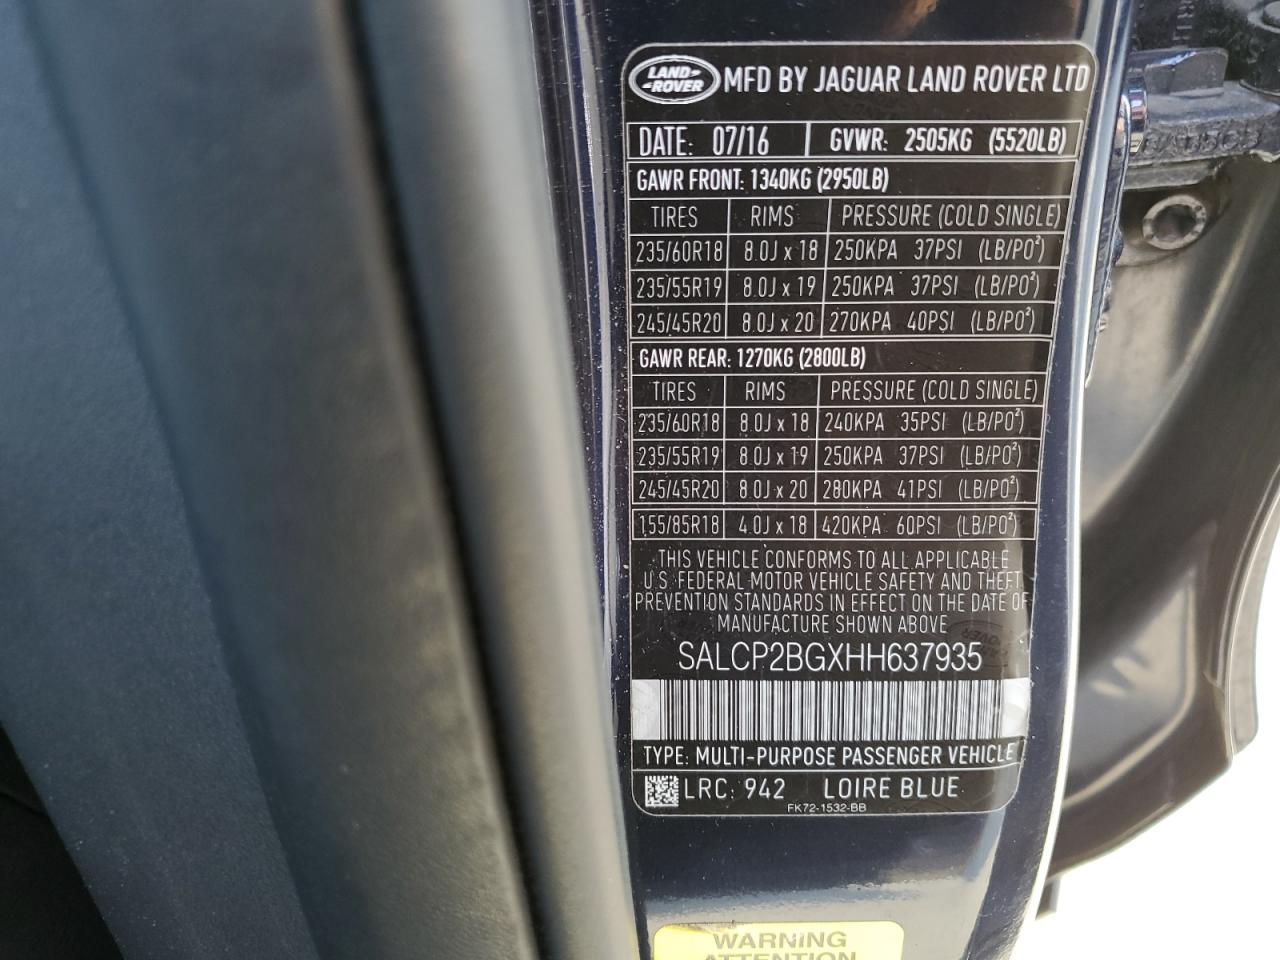 LAND ROVER MFD BY JAGUAR LAND ROVER LTD
DATE: 07/16 GVWR: 2505KG (5520LB)
GAWR FRONT: 1340KG (2950LB)
TIRES RIMS PRESSURE (COLD SINGLE)
235/60R18 8.0J x 18 250KPA 37PSI (LB/PO²)
235/55R19 8.0J x 19 250KPA 37PSI (LB/PO²)
245/45R20 8.0J x 20 270KPA 40PSI (LB/PO²)
GAWR REAR: 1270KG (2800LB)
TIRES RIMS PRESSURE (COLD SINGLE)
235/60R18 8.0J x 18 240KPA 35PSI (LB/PO²)
235/55R19 8.0J x 19 250KPA 37PSI (LB/PO²)
245/45R20 8.0J x 20 280KPA 41PSI (LB/PO²)
155/85R18 4.0J x 18 420KPA 60PSI (LB/PO²)
THIS VEHICLE CONFORMS TO ALL APPLICABLE
U.S. FEDERAL MOTOR VEHICLE SAFETY AND THEFT
PREVENTION STANDARDS IN EFFECT ON THE DATE OF
MANUFACTURE SHOWN ABOVE
SALCP2BGXHH637935
TYPE: MULTI-PURPOSE PASSENGER VEHICLE
LRC: 942 LOIRE BLUE
FK72-1532-BB
WARNING
ATTENTION